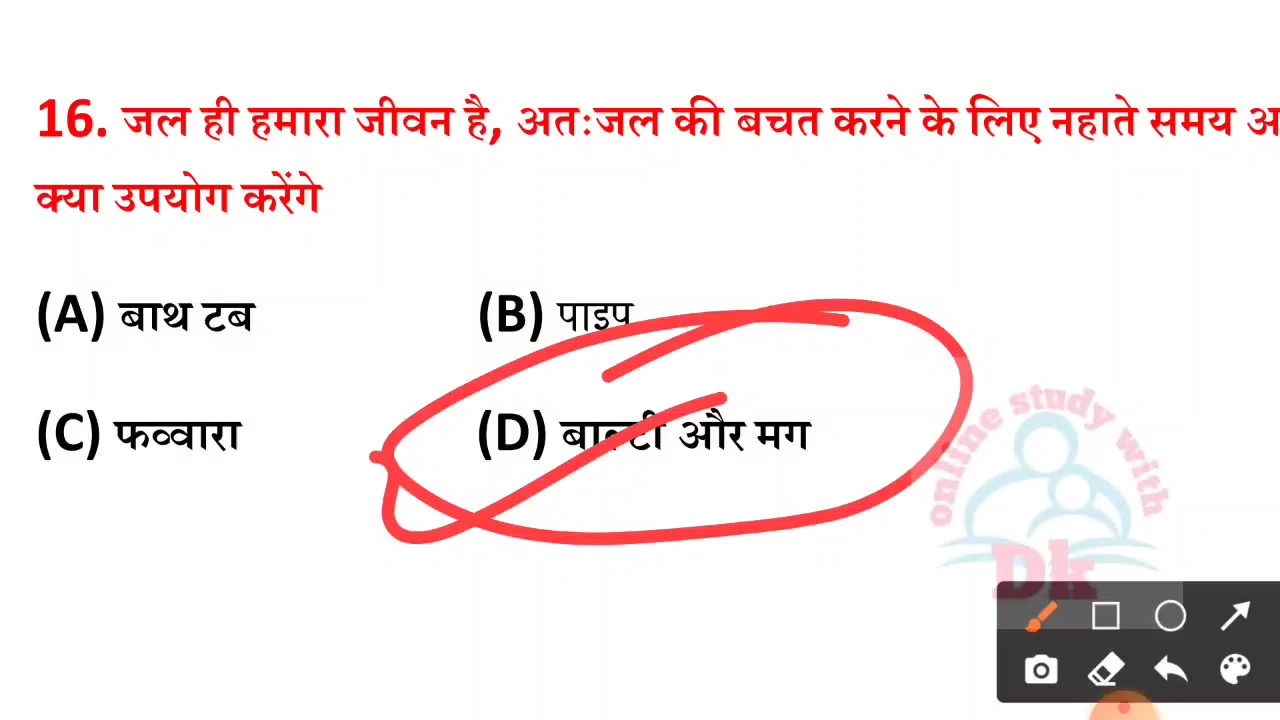 16. जल ही हमारा जीवन है, अतःजल की बचत करने के लिए नहाते समय अ
क्या उपयोग करेंगे
(A) बाथ टब (B) पाइप
(C) फव्वारा (D) बाल्टी और मग
online study with
Dk